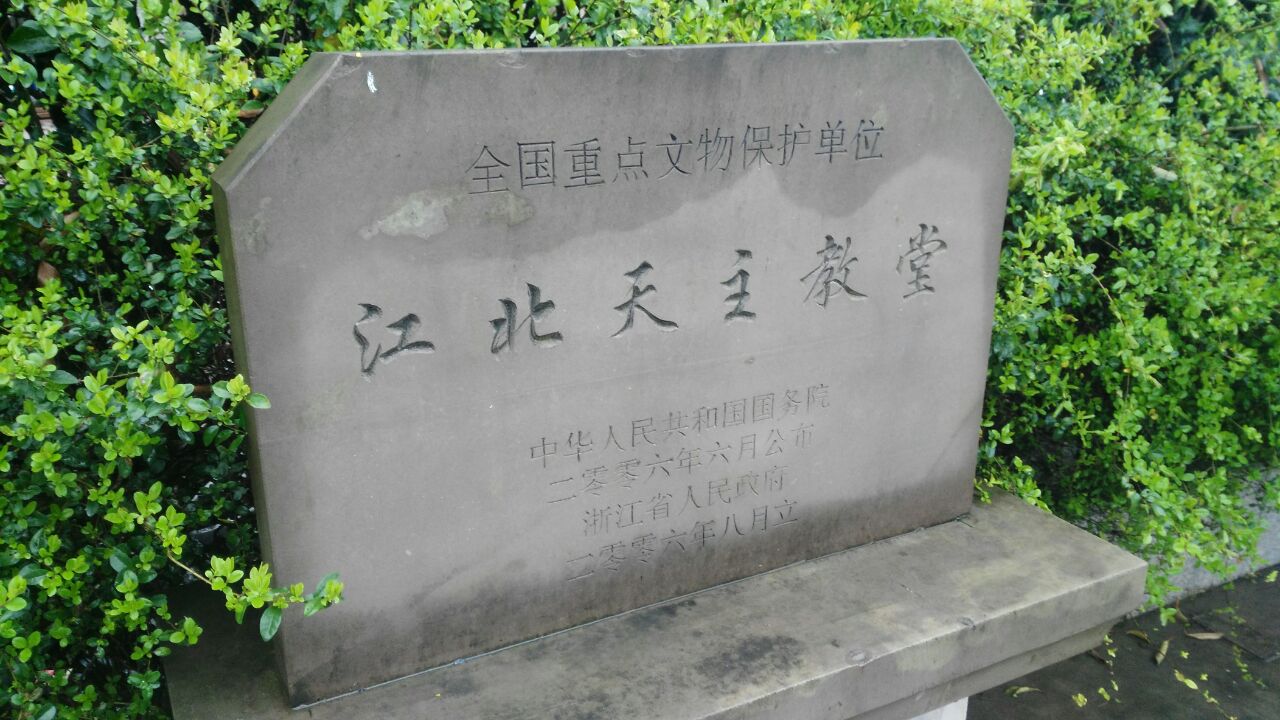 全国重点文物保护单位
江北天主教堂
中华人民共和国国务院
二零零六年六月公布
浙江省人民政府
二零零六年八月立